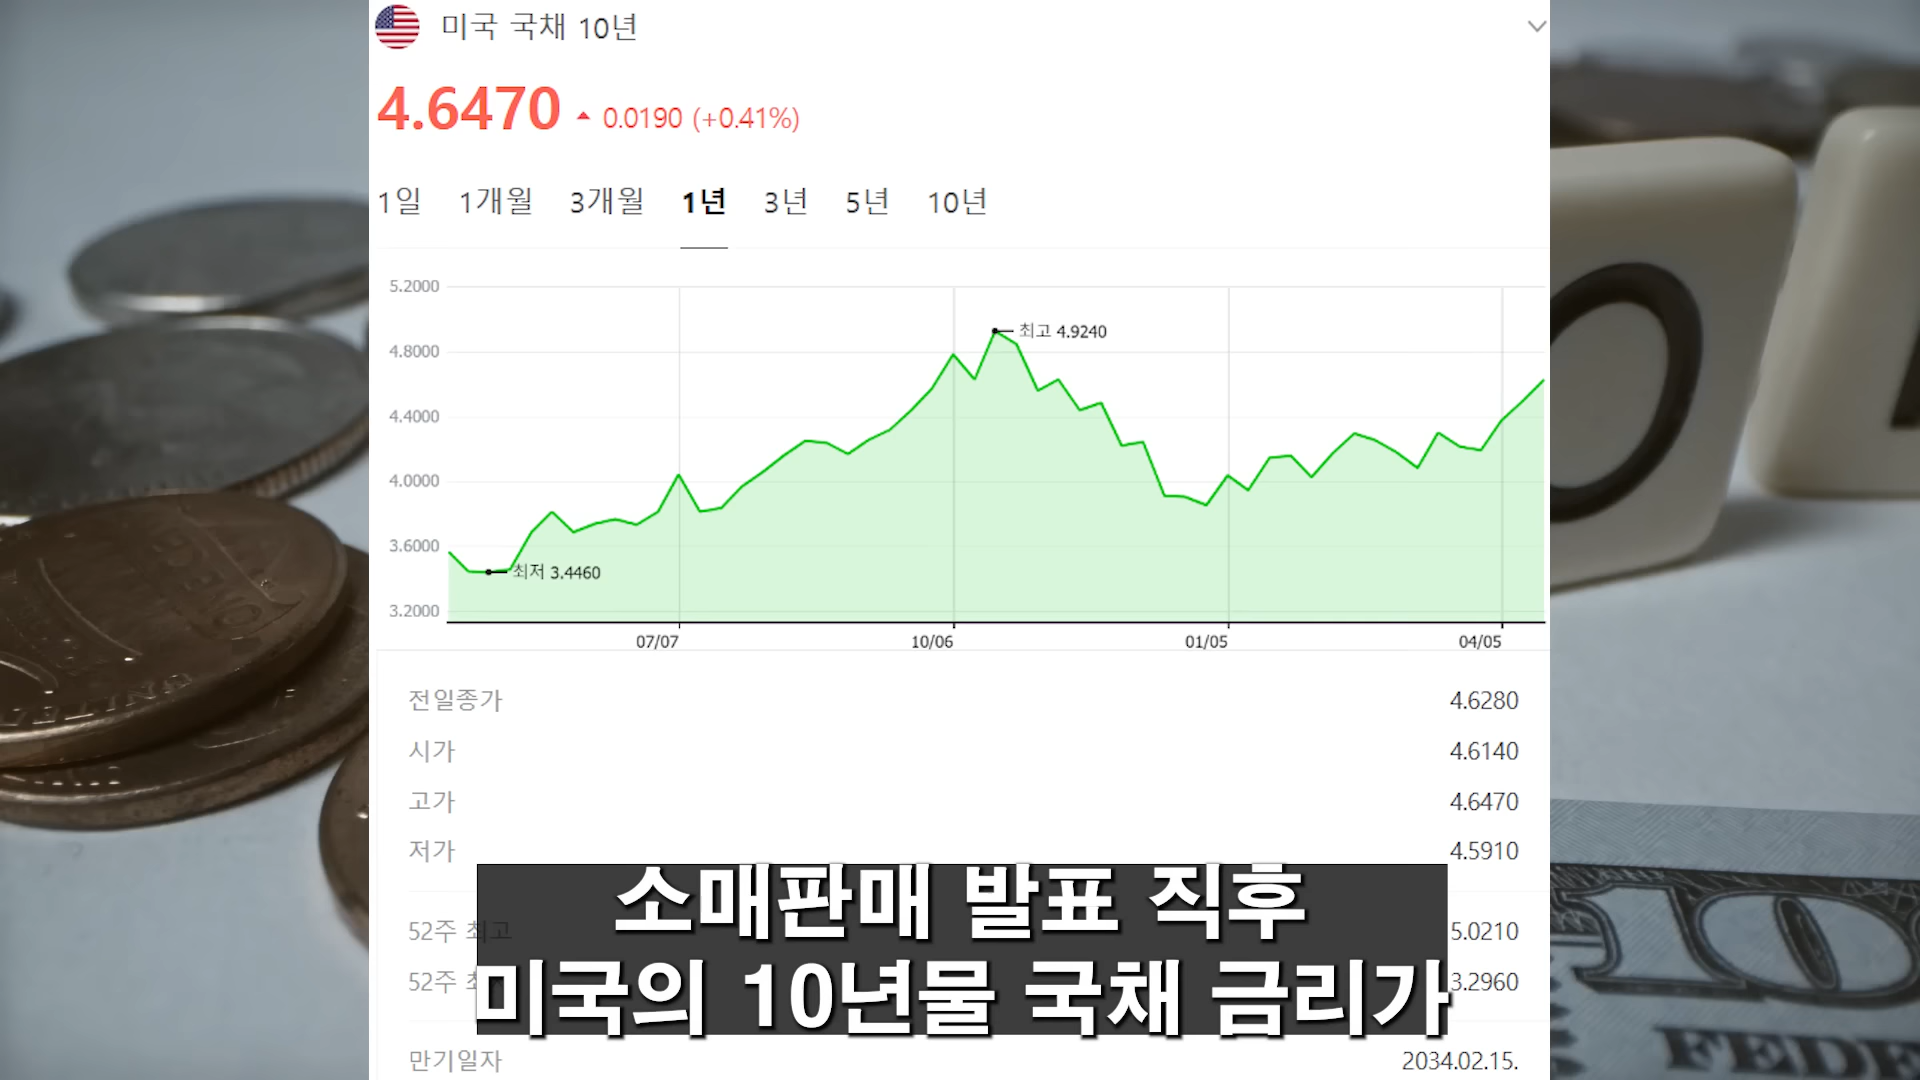 미국 국채 10년
4.6470 ▲ 0.0190 (+0.41%)
1일 1개월 3개월 1년 3년 5년 10년
5.2000
4.8000
4.4000
4.0000
3.6000
3.2000
최고 4.9240
최저 3.4460
07/07 10/06 01/05 04/05
전일종가 4.6280
시가 4.6140
고가 4.6470
저가 4.5910
52주 최고 5.0210
52주 3.2960
만기일자 2034.02.15.
소매판매 발표 직후
미국의 10년물 국채 금리가
10
FEDE